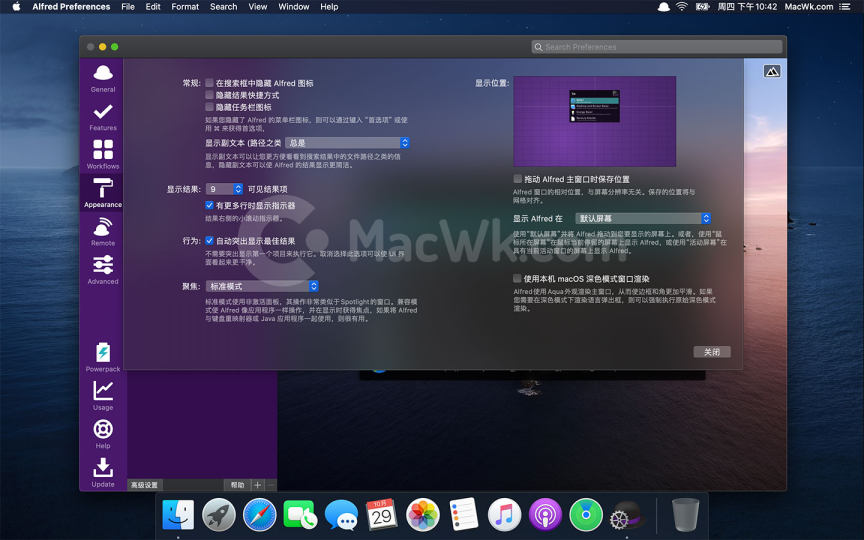 Alfred Preferences File Edit Format Search View Window Help
周四 下午10:42 MacWk.com
Search Preferences
General
Features
Workflows
Appearance
Remote
Advanced
Powerpack
Usage
Help
Update
常规: 在搜索框中隐藏 Alfred 图标
隐藏结果快捷方式
隐藏任务栏图标
如果您隐藏了 Alfred 的菜单栏图标，则可以通过键入 "首选项" 或使
用 ⌘ 来获得首选项。
显示副文本 (路径之类 总是
显示副文本可以让您更方便看看到搜索结果中的文件路径之类的信
息，隐藏副文本可以使 Alfred 的结果显示更简洁。
显示结果: 9 可见结果项
有更多行时显示指示器
结果右侧的小滚动指示器。
行为: 自动突出显示最佳结果
不需要突出显示第一个项目来执行它。取消选择此选项可以使 UI 界
面看起来更干净。
聚焦: 标准模式
标准模式使用非激活面板，其操作非常类似于Spotlight的窗口。兼容模
式使 Alfred 像应用程序一样操作，并在显示时获得焦点，如果将 Alfred
与键盘重映射器或 Java 应用程序一起使用，则很有用。
显示位置:
拖动 Alfred 主窗口时保存位置
Alfred 窗口的相对位置，与屏幕分辨率无关。保存的位置将与
网格对齐。
显示 Alfred 在 默认屏幕
使用"默认屏幕"并将 Alfred 拖动到您要显示的屏幕上。或者，使用"鼠
标所在屏幕"在鼠标当前停留的屏幕上显示 Alfred，或使用"活动屏幕"在
具有当前活动窗口的屏幕上显示 Alfred。
使用本机 macOS 深色模式窗口渲染
Alfred使用Aqua外观渲染主窗口，从而使边框和角更加平滑。如果
您需要在深色模式下渲染语言弹出框，则可以强制执行原始深色模式
渲染。
关闭
MacWk.com
高级设置 帮助
10月
29